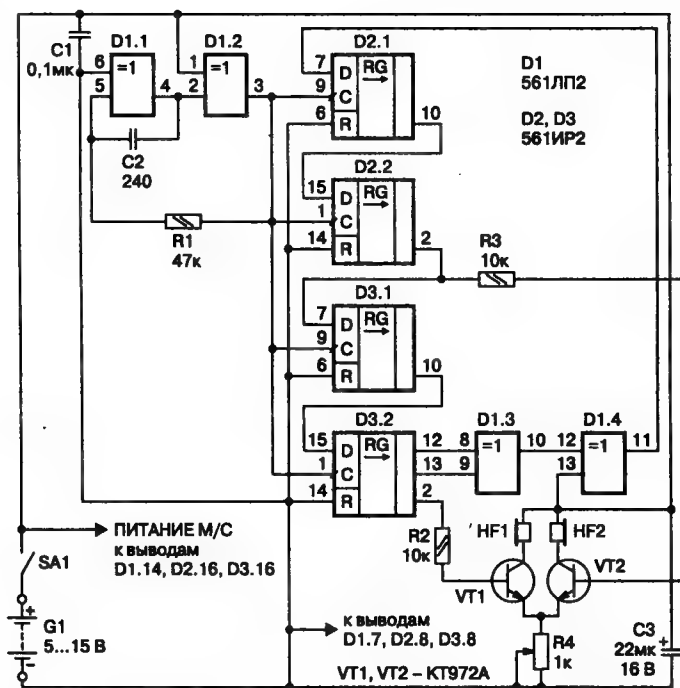 C1
0,1мк
D1.1
=1
6
5
4
D1.2
=1
1
2
3
C2
240
R1
47к
D2.1
RG
D
C
R
7
9
6
10
D2.2
RG
D
C
R
15
1
14
2
D1
561ЛП2
D2, D3
561ИР2
R3
10к
D3.1
RG
D
C
R
7
9
6
10
D3.2
RG
D
C
R
15
1
14
12
13
2
D1.3
=1
8
9
10
D1.4
=1
12
13
11
R2
10к
HF1
HF2
VT1
VT2
ПИТАНИЕ М/С
к выводам
D1.14, D2.16, D3.16
SA1
+
G1
5...15 В
–
к выводам
D1.7, D2.8, D3.8
R4
1к
C3
+
22мк
16 В
VT1, VT2 – КТ972А